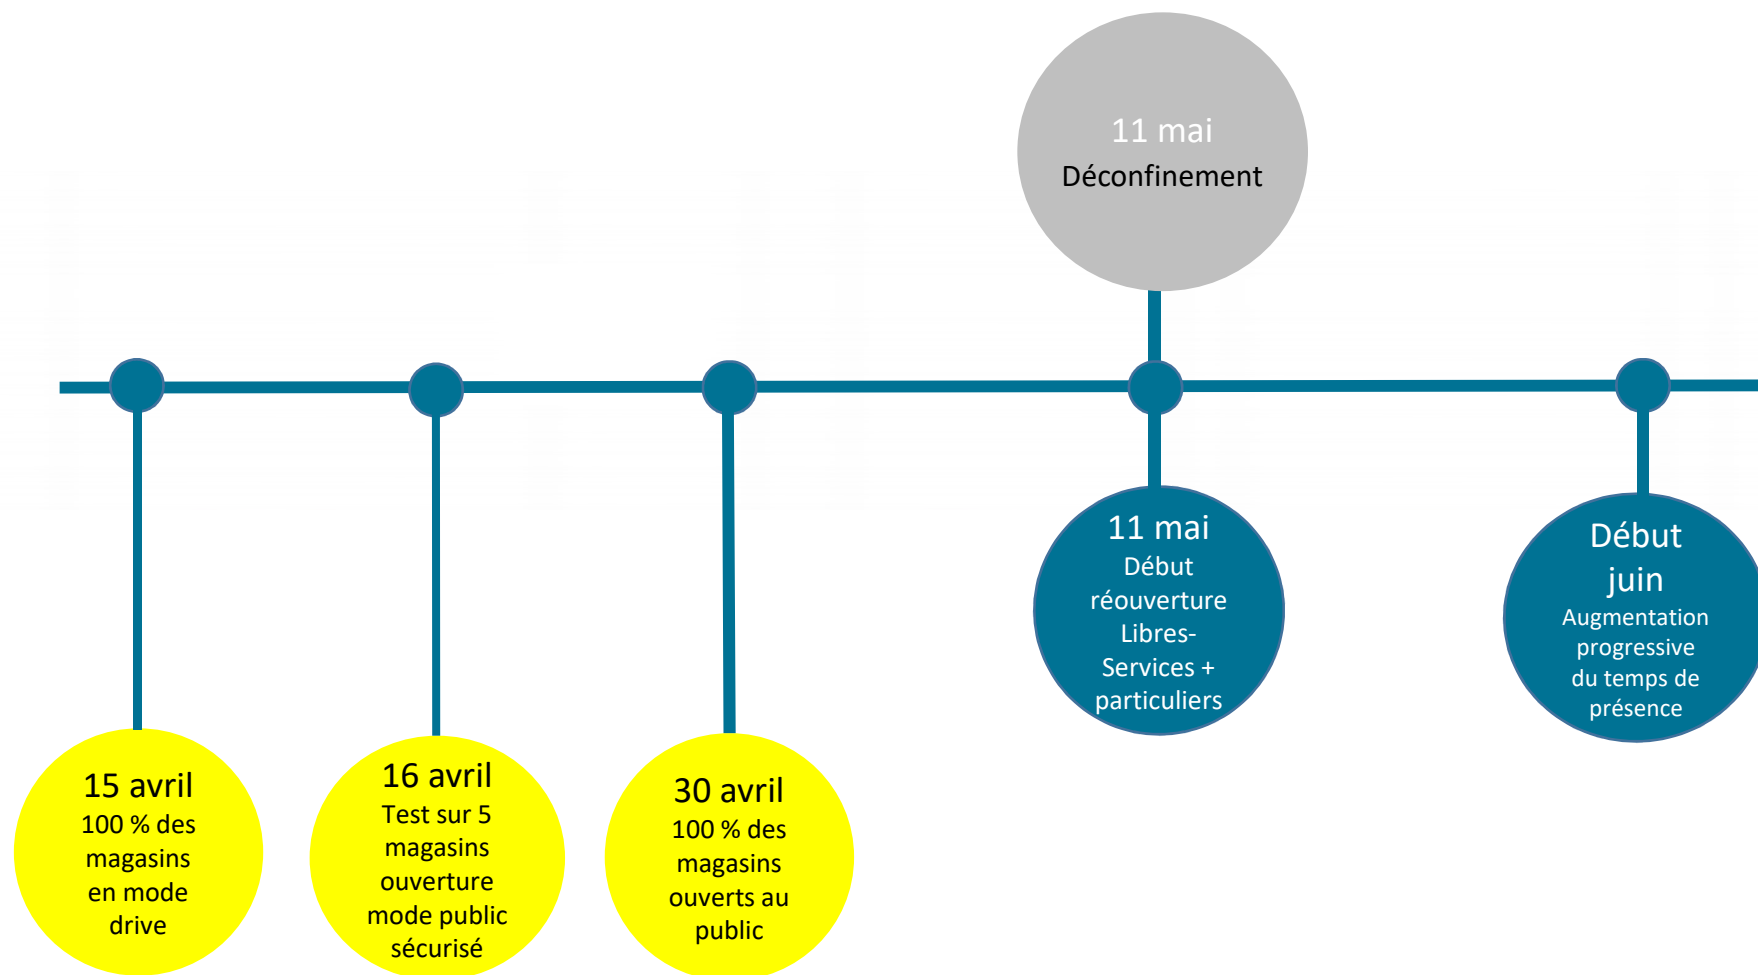 11 mai
Déconfinement
15 avril
100 % des
magasins
en mode
drive
16 avril
Test sur 5
magasins
ouverture
mode public
sécurisé
30 avril
100 % des
magasins
ouverts au
public
11 mai
Début
réouverture
Libres-
Services +
particuliers
Début
juin
Augmentation
progressive
du temps de
présence